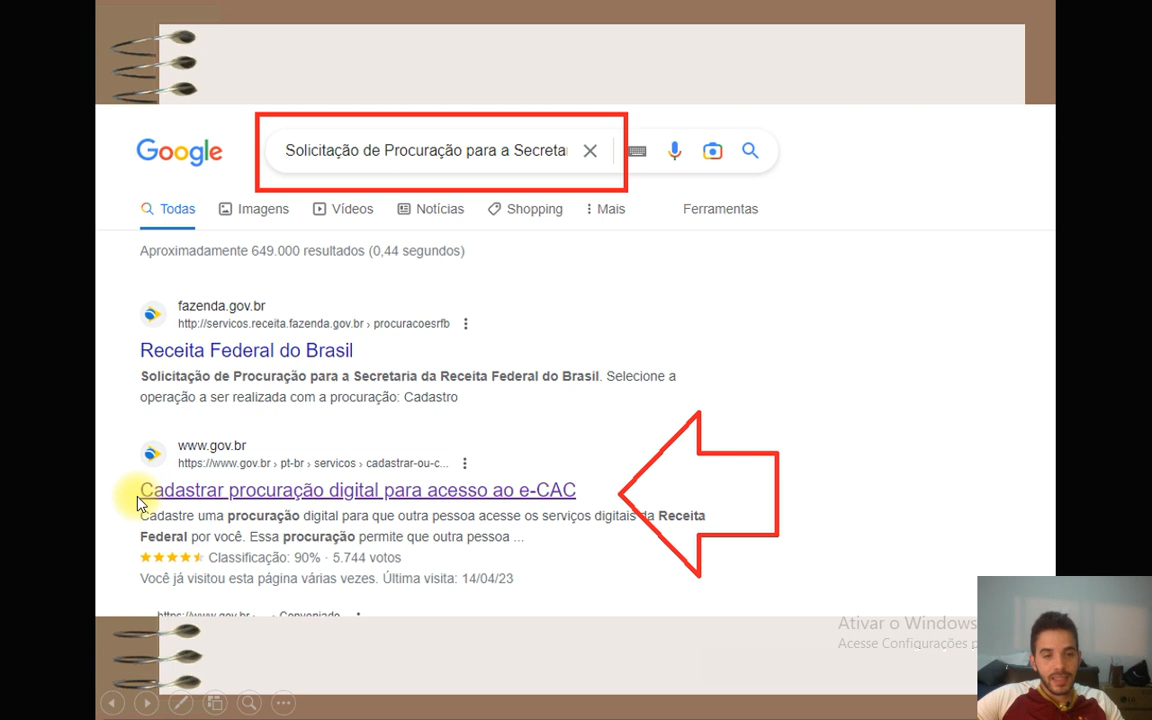 Google
Solicitação de Procuração para a Secreta
Todas Imagens Vídeos Notícias Shopping Mais Ferramentas
Aproximadamente 649.000 resultados (0,44 segundos)
fazenda.gov.br
http://servicos.receita.fazenda.gov.br › procuracoesrfb
Receita Federal do Brasil
Solicitação de Procuração para a Secretaria da Receita Federal do Brasil. Selecione a
operação a ser realizada com a procuração: Cadastro
www.gov.br
https://www.gov.br › pt-br › servicos › cadastrar-ou-c...
Cadastrar procuração digital para acesso ao e-CAC
Cadastre uma procuração digital para que outra pessoa acesse os serviços digitais da Receita
Federal por você. Essa procuração permite que outra pessoa ...
Classificação: 90% · 5.744 votos
Você já visitou esta página várias vezes. Última visita: 14/04/23
https://www.gov.br › ... › Conveniado
Ativar o Windows
Acesse Configurações p
LG